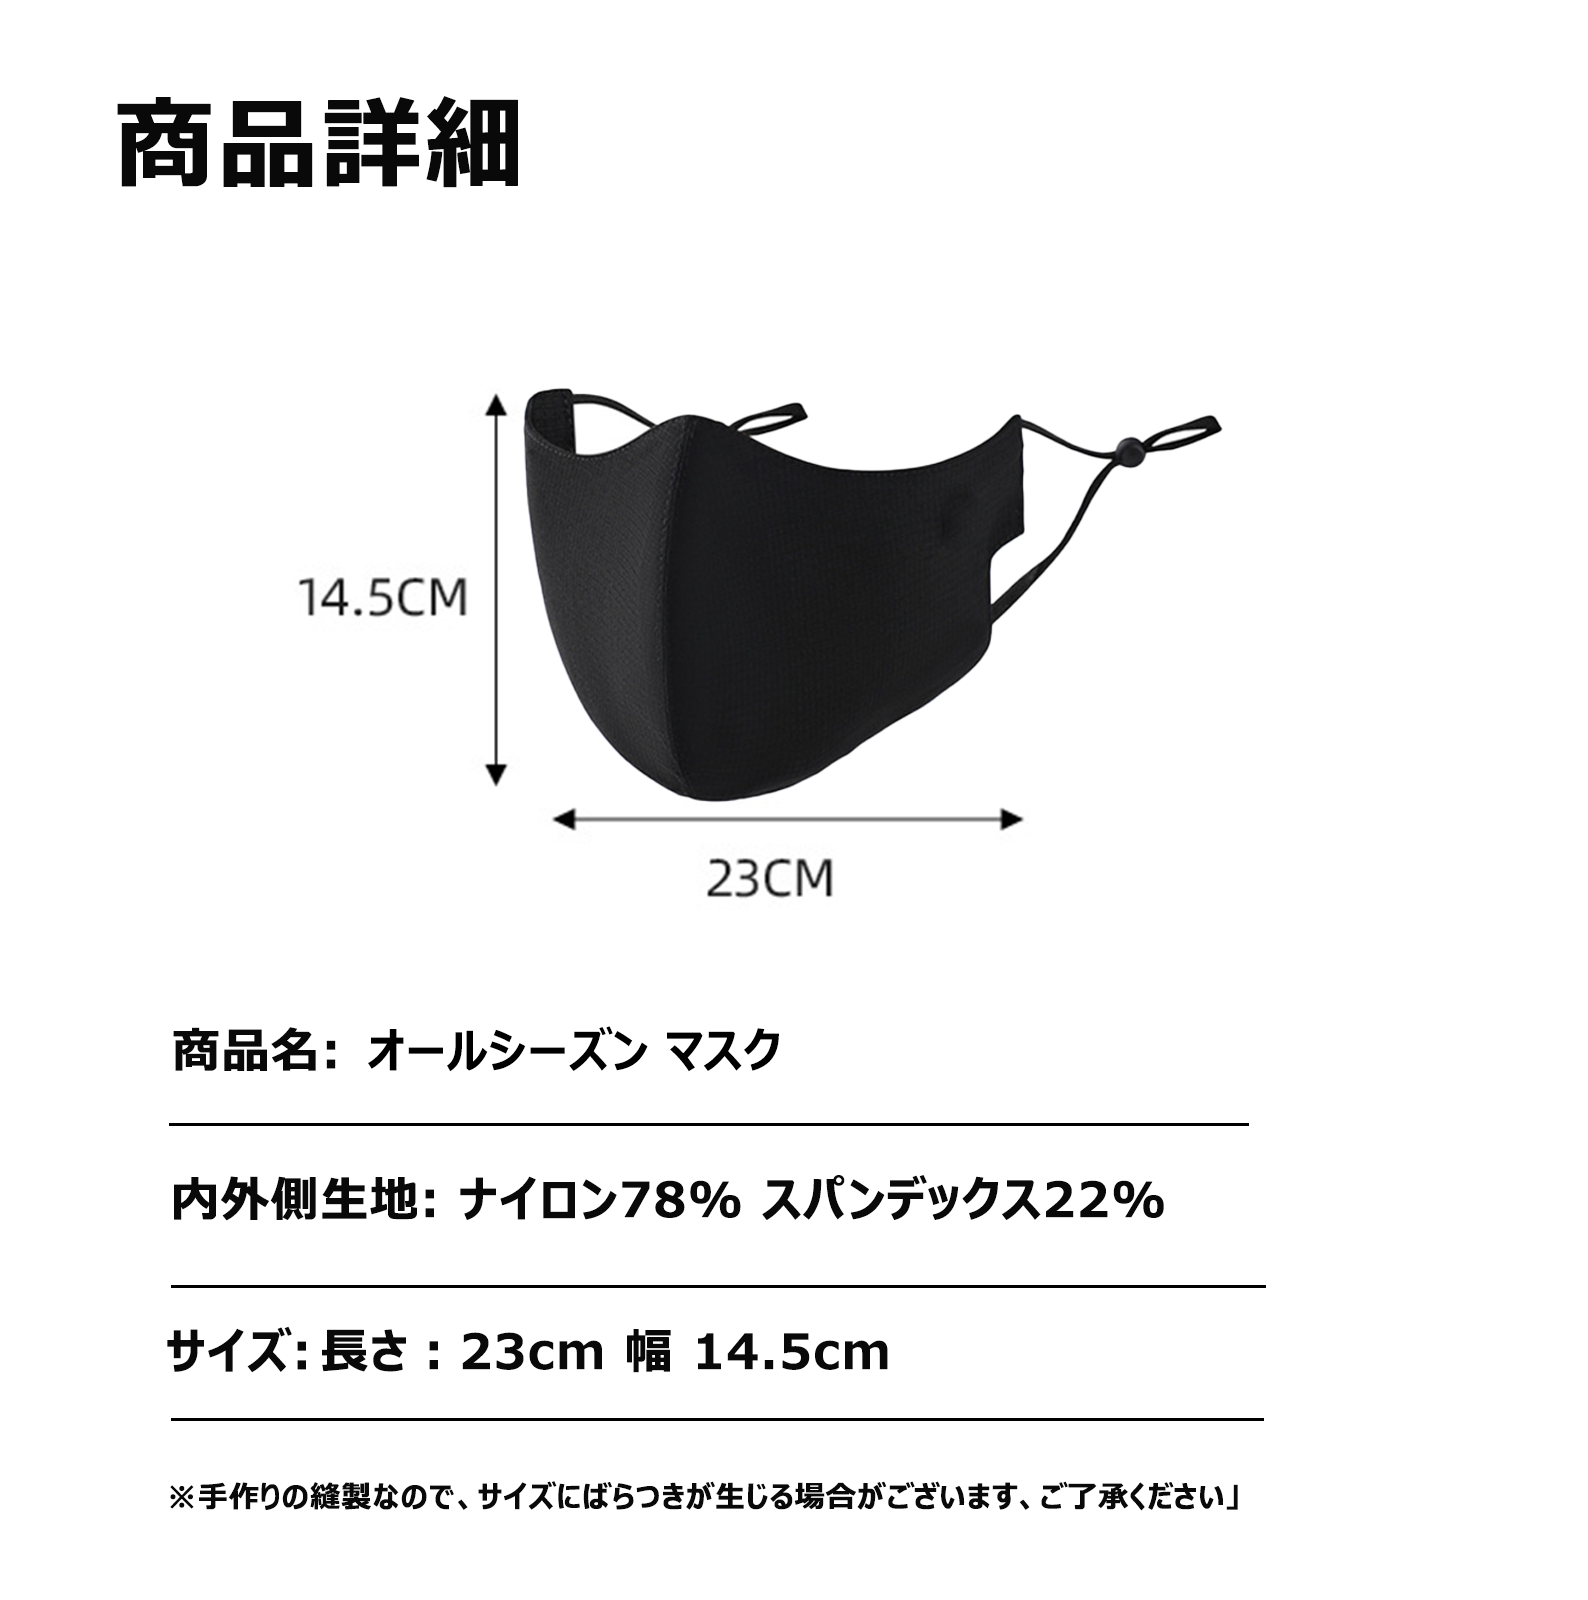 商品詳細
14.5CM
23CM
商品名: オールシーズン マスク
内外側生地: ナイロン78% スパンデックス22%
サイズ: 長さ : 23cm 幅 14.5cm
※手作りの縫製なので、サイズにばらつきが生じる場合がございます、ご了承ください」